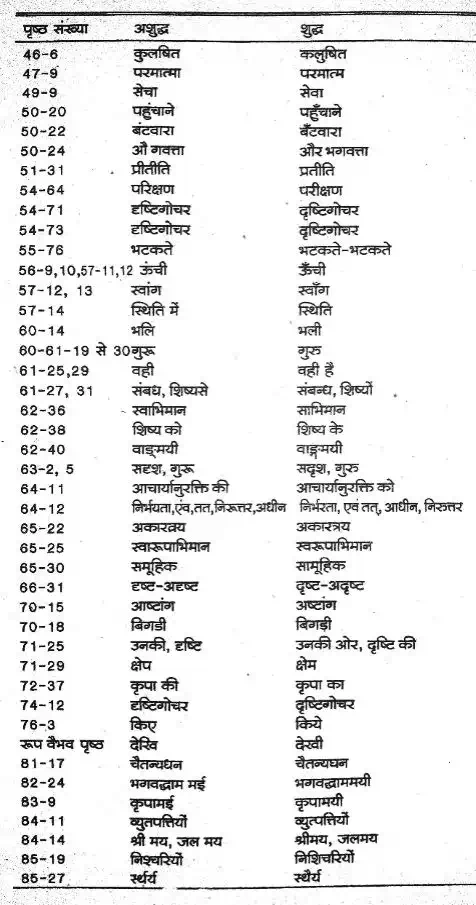 पृष्ठ संख्या अशुद्ध शुद्ध
46-6 कुलषित कलुषित
47-9 परमात्मा परमात्म
49-9 सेचा सेवा
50-20 पहुंचाने पहुँचाने
50-22 बंटवारा बँटवारा
50-24 औ गवत्ता और भगवत्ता
51-31 प्रीतीति प्रतीति
54-64 परिक्षण परीक्षण
54-71 दृष्टिगोचर दृष्टिगोचर
54-73 दृष्टिगोचर दृष्टिगोचर
55-76 भटकते भटकते-भटकते
56-9,10,57-11,12 ऊंची ऊँची
57-12, 13 स्वांग स्वाँग
57-14 स्थिति में स्थिति
60-14 भलि भली
60-61-19 से 30 गुरू गुरु
61-25,29 वही वही है
61-27, 31 संबध, शिष्यसे संबन्ध, शिष्यों
62-36 स्वाभिमान साभिमान
62-38 शिष्य को शिष्य के
62-40 वाङ्मयी वाङ्मयी
63-2, 5 सदृश, गुरू सदृश, गुरु
64-11 आचार्यानुरक्ति की आचार्यानुरक्ति को
64-12 निर्भयता,एंव,तत,निरूत्तर,अधीन निर्भरता, एवं तत्, आधीन, निरुत्तर
65-22 अकारत्रय अकारत्रय
65-25 स्वारूपाभिमान स्वरूपाभिमान
65-30 समूहिक सामूहिक
66-31 दृष्ट-अदृष्ट दृष्ट-अदृष्ट
70-15 आष्टांग अष्टांग
70-18 बिगडी बिगड़ी
71-25 उनकी, दृष्टि उनकी ओर, दृष्टि की
71-29 क्षेप क्षेम
72-37 कृपा की कृपा का
74-12 दृष्टिगोचर दृष्टिगोचर
76-3 किए किये
रूप वैभव पृष्ठ देखि देखी
81-17 चैतन्यधन चैतन्यघन
82-24 भगवद्धाम मई भगवद्धाममयी
83-9 कृपामई कृपामयी
84-11 व्युतपत्तियों व्युत्पत्तियों
84-14 श्री मय, जल मय श्रीमय, जलमय
85-19 निश्चरियों निशिचरियों
85-27 स्थर्य स्थैर्य